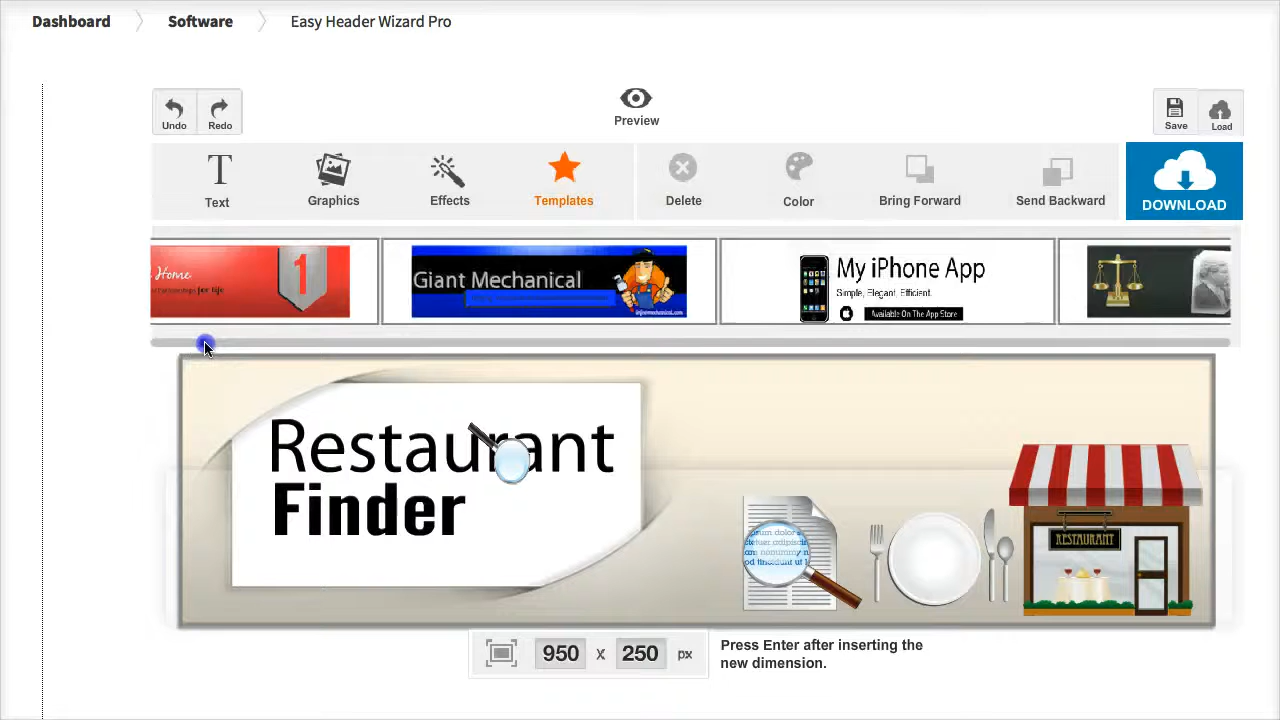 Dashboard
Software
Easy Header Wizard Pro
Undo
Redo
Preview
Save
Load
Text
Graphics
Effects
Templates
Delete
Color
Bring Forward
Send Backward
DOWNLOAD
Home
for life
1
Giant Mechanical
My iPhone App
Simple, Elegant, Efficient.
Available On The App Store
Restaurant
Finder
RESTAURANT
950 x 250 px
Press Enter after inserting the
new dimension.